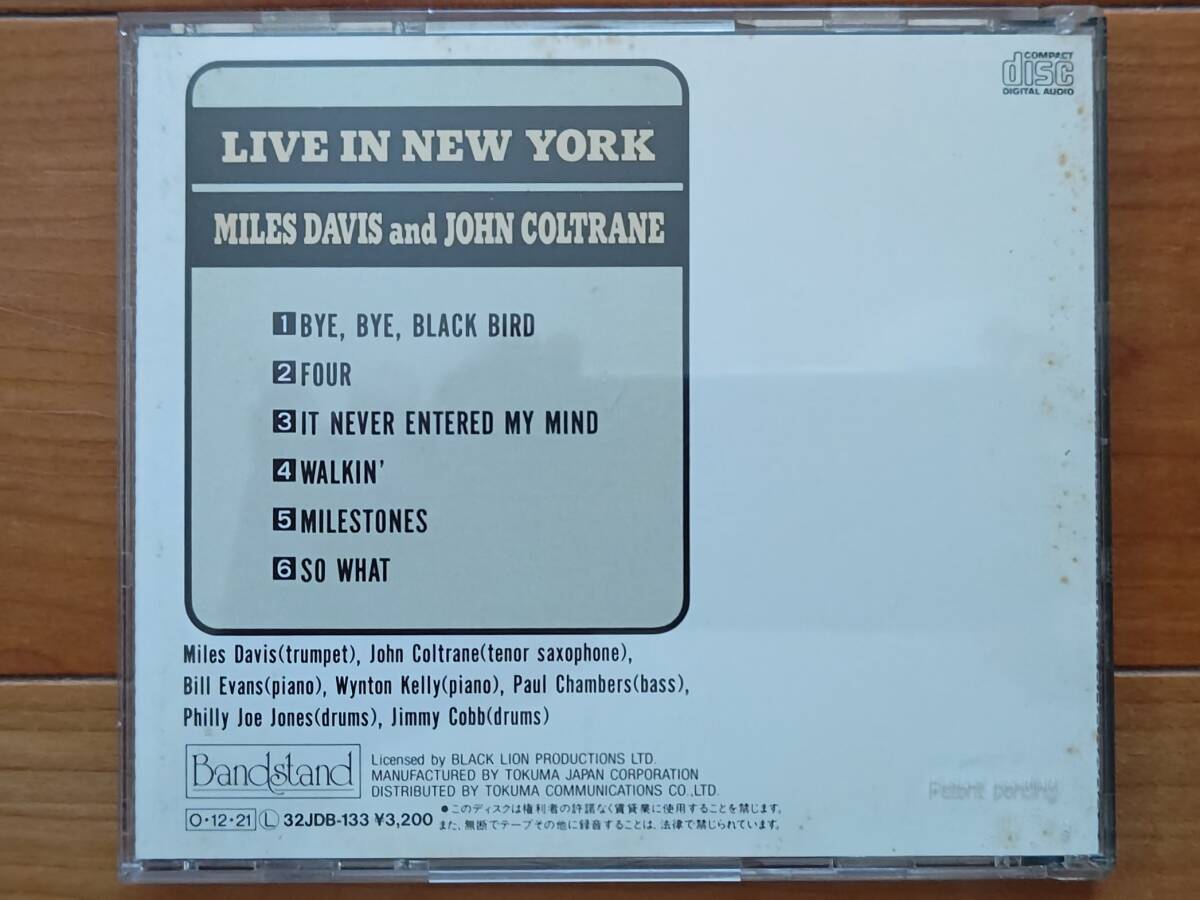 COMPACT
disc
DIGITAL AUDIO
LIVE IN NEW YORK
MILES DAVIS and JOHN COLTRANE
1 BYE, BYE, BLACK BIRD
2 FOUR
3 IT NEVER ENTERED MY MIND
4 WALKIN'
5 MILESTONES
6 SO WHAT
Miles Davis(trumpet), John Coltrane(tenor saxophone),
Bill Evans(piano), Wynton Kelly(piano), Paul Chambers(bass),
Philly Joe Jones(drums), Jimmy Cobb(drums)
Bandstand
Licensed by BLACK LION PRODUCTIONS LTD.
MANUFACTURED BY TOKUMA JAPAN CORPORATION
DISTRIBUTED BY TOKUMA COMMUNICATIONS CO.,LTD.
O・12・21 Ⓛ 32JDB-133 ¥3,200
●このディスクは権利者の許諾なく賃貸業に使用することを禁じます。
また、無断でテープその他に録音することは、法律で禁じられています。
Patent pending